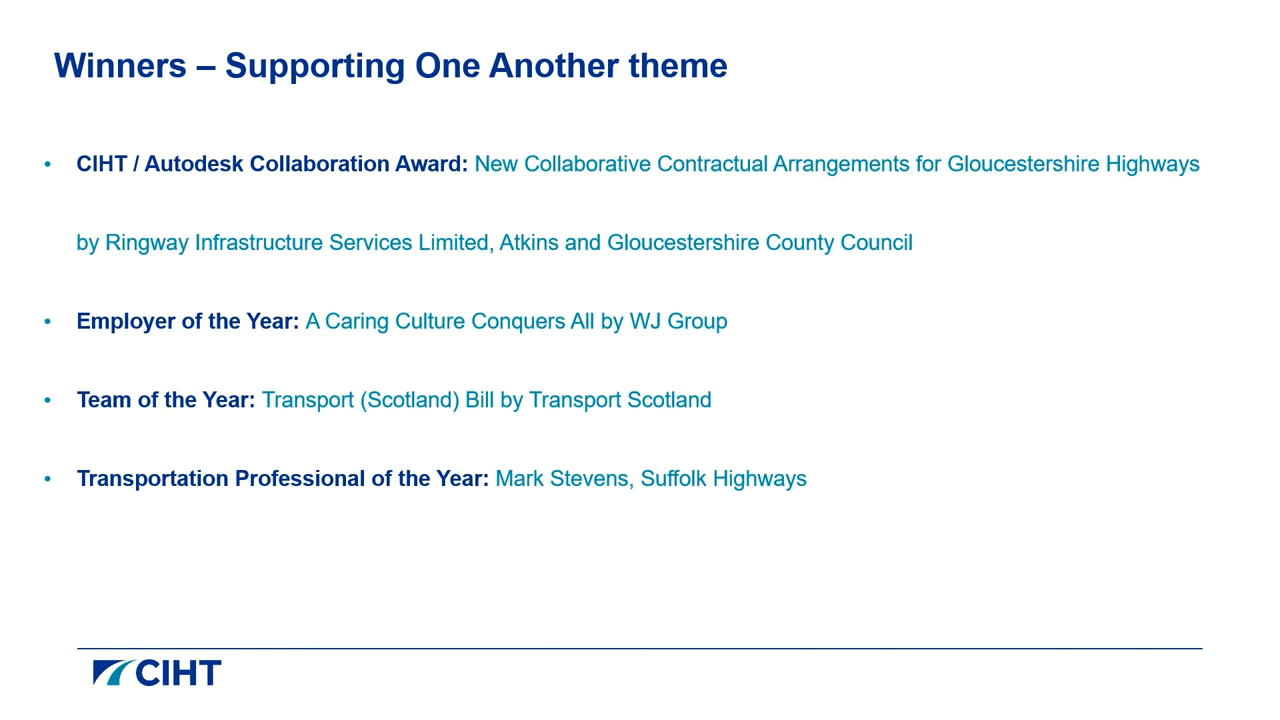 Winners – Supporting One Another theme
• CIHT / Autodesk Collaboration Award: New Collaborative Contractual Arrangements for Gloucestershire Highways
by Ringway Infrastructure Services Limited, Atkins and Gloucestershire County Council
• Employer of the Year: A Caring Culture Conquers All by WJ Group
• Team of the Year: Transport (Scotland) Bill by Transport Scotland
• Transportation Professional of the Year: Mark Stevens, Suffolk Highways
CIHT